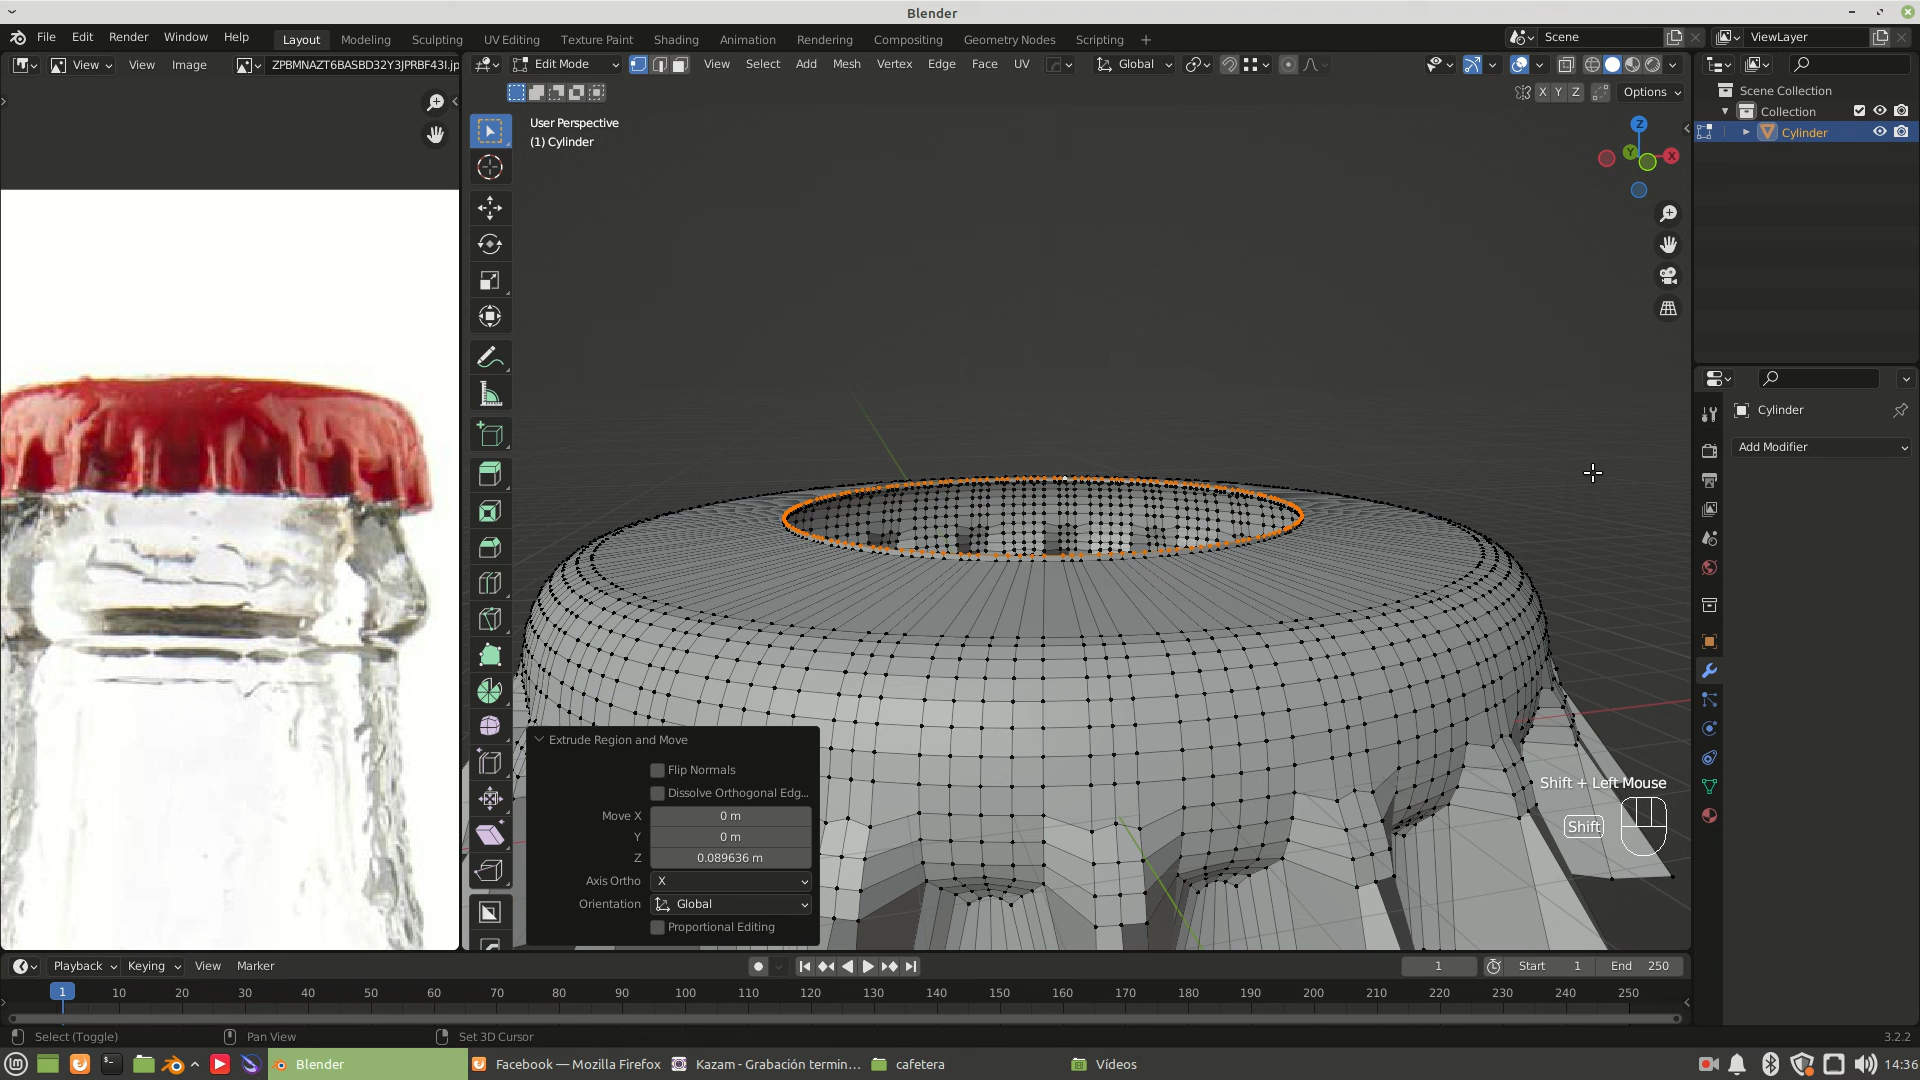 Blender
File Edit Render Window Help Layout Modeling Sculpting UV Editing Texture Paint Shading Animation Rendering Compositing Geometry Nodes Scripting + Scene ViewLayer
View View Image ZPBMNAZT6BASBD32Y3JPRBF43I.jp Edit Mode View Select Add Mesh Vertex Edge Face UV Global
X Y Z Options
Scene Collection
Collection
Cylinder
User Perspective
(1) Cylinder
Z
Y
X
Cylinder
Add Modifier
Extrude Region and Move
Flip Normals
Dissolve Orthogonal Edg...
Move X 0 m
Y 0 m
Z 0.089636 m
Axis Ortho X
Orientation Global
Proportional Editing
Shift + Left Mouse
Shift
Playback Keying View Marker 1 Start 1 End 250
1 10 20 30 40 50 60 70 80 90 100 110 120 130 140 150 160 170 180 190 200 210 220 230 240 250
Select (Toggle) Pan View Set 3D Cursor 3.2.2
Blender Facebook — Mozilla Firefox Kazam - Grabación termin... cafetera Vídeos 14:36